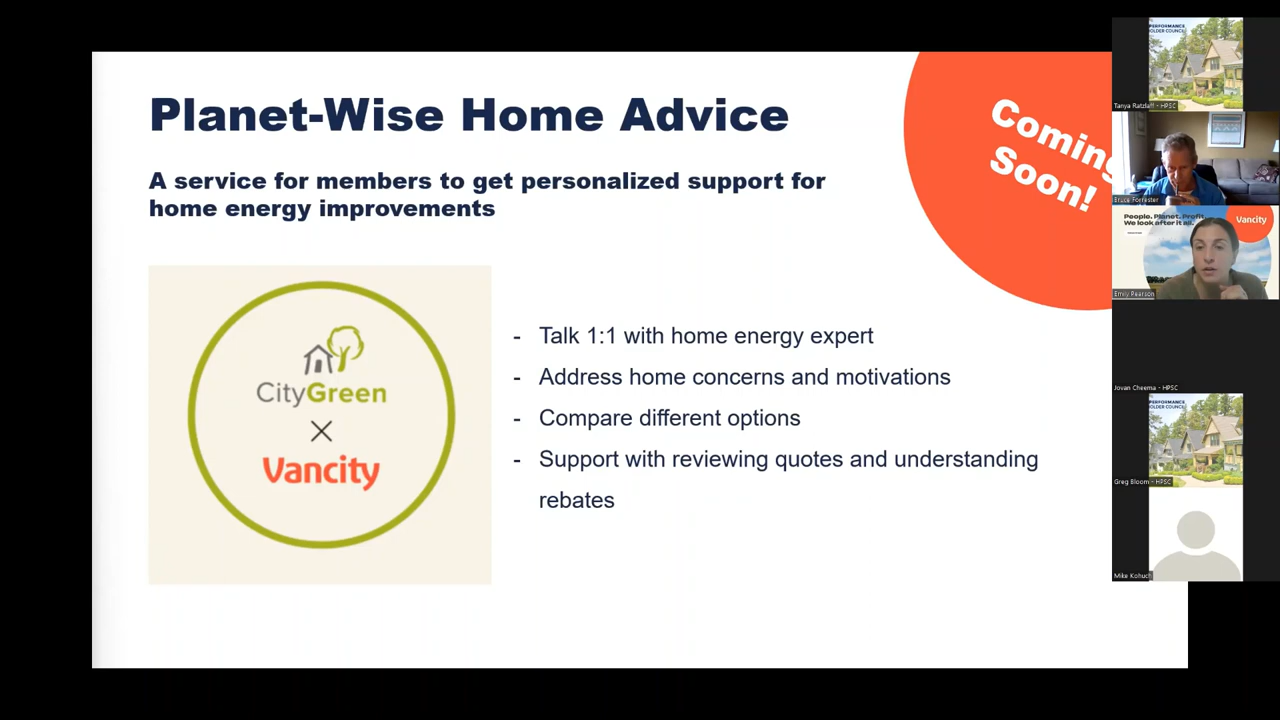 Planet-Wise Home Advice
A service for members to get personalized support for
home energy improvements
Coming
Soon!
CityGreen
Vancity
- Talk 1:1 with home energy expert
- Address home concerns and motivations
- Compare different options
- Support with reviewing quotes and understanding
rebates
PERFORMANCE
OLDER COUNCIL
Tanya Ratzlaff - HPSC
Bruce Forrester
People. Planet. Profit.
We look after it all.
Vancity
Emily Pearson
Jovan Cheema - HPSC
PERFORMANCE
OLDER COUNCIL
Greg Bloom - HPSC
Mike Kohuch